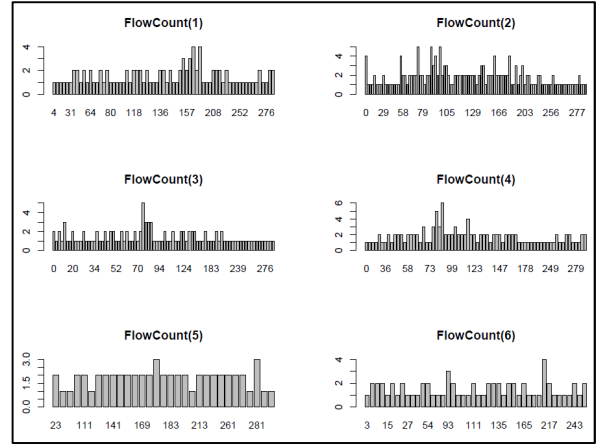 FlowCount(1)
0 2 4
4 31 64 80 118 136 157 208 252 276
FlowCount(2)
0 2 4
0 29 58 79 105 129 166 203 256 277
FlowCount(3)
0 2 4
0 20 34 52 70 94 124 183 239 276
FlowCount(4)
0 2 4 6
0 36 58 73 99 123 147 178 249 279
FlowCount(5)
0.0 1.5 3.0
23 111 141 169 183 213 261 281
FlowCount(6)
0 2 4
3 15 27 54 93 111 135 165 217 243